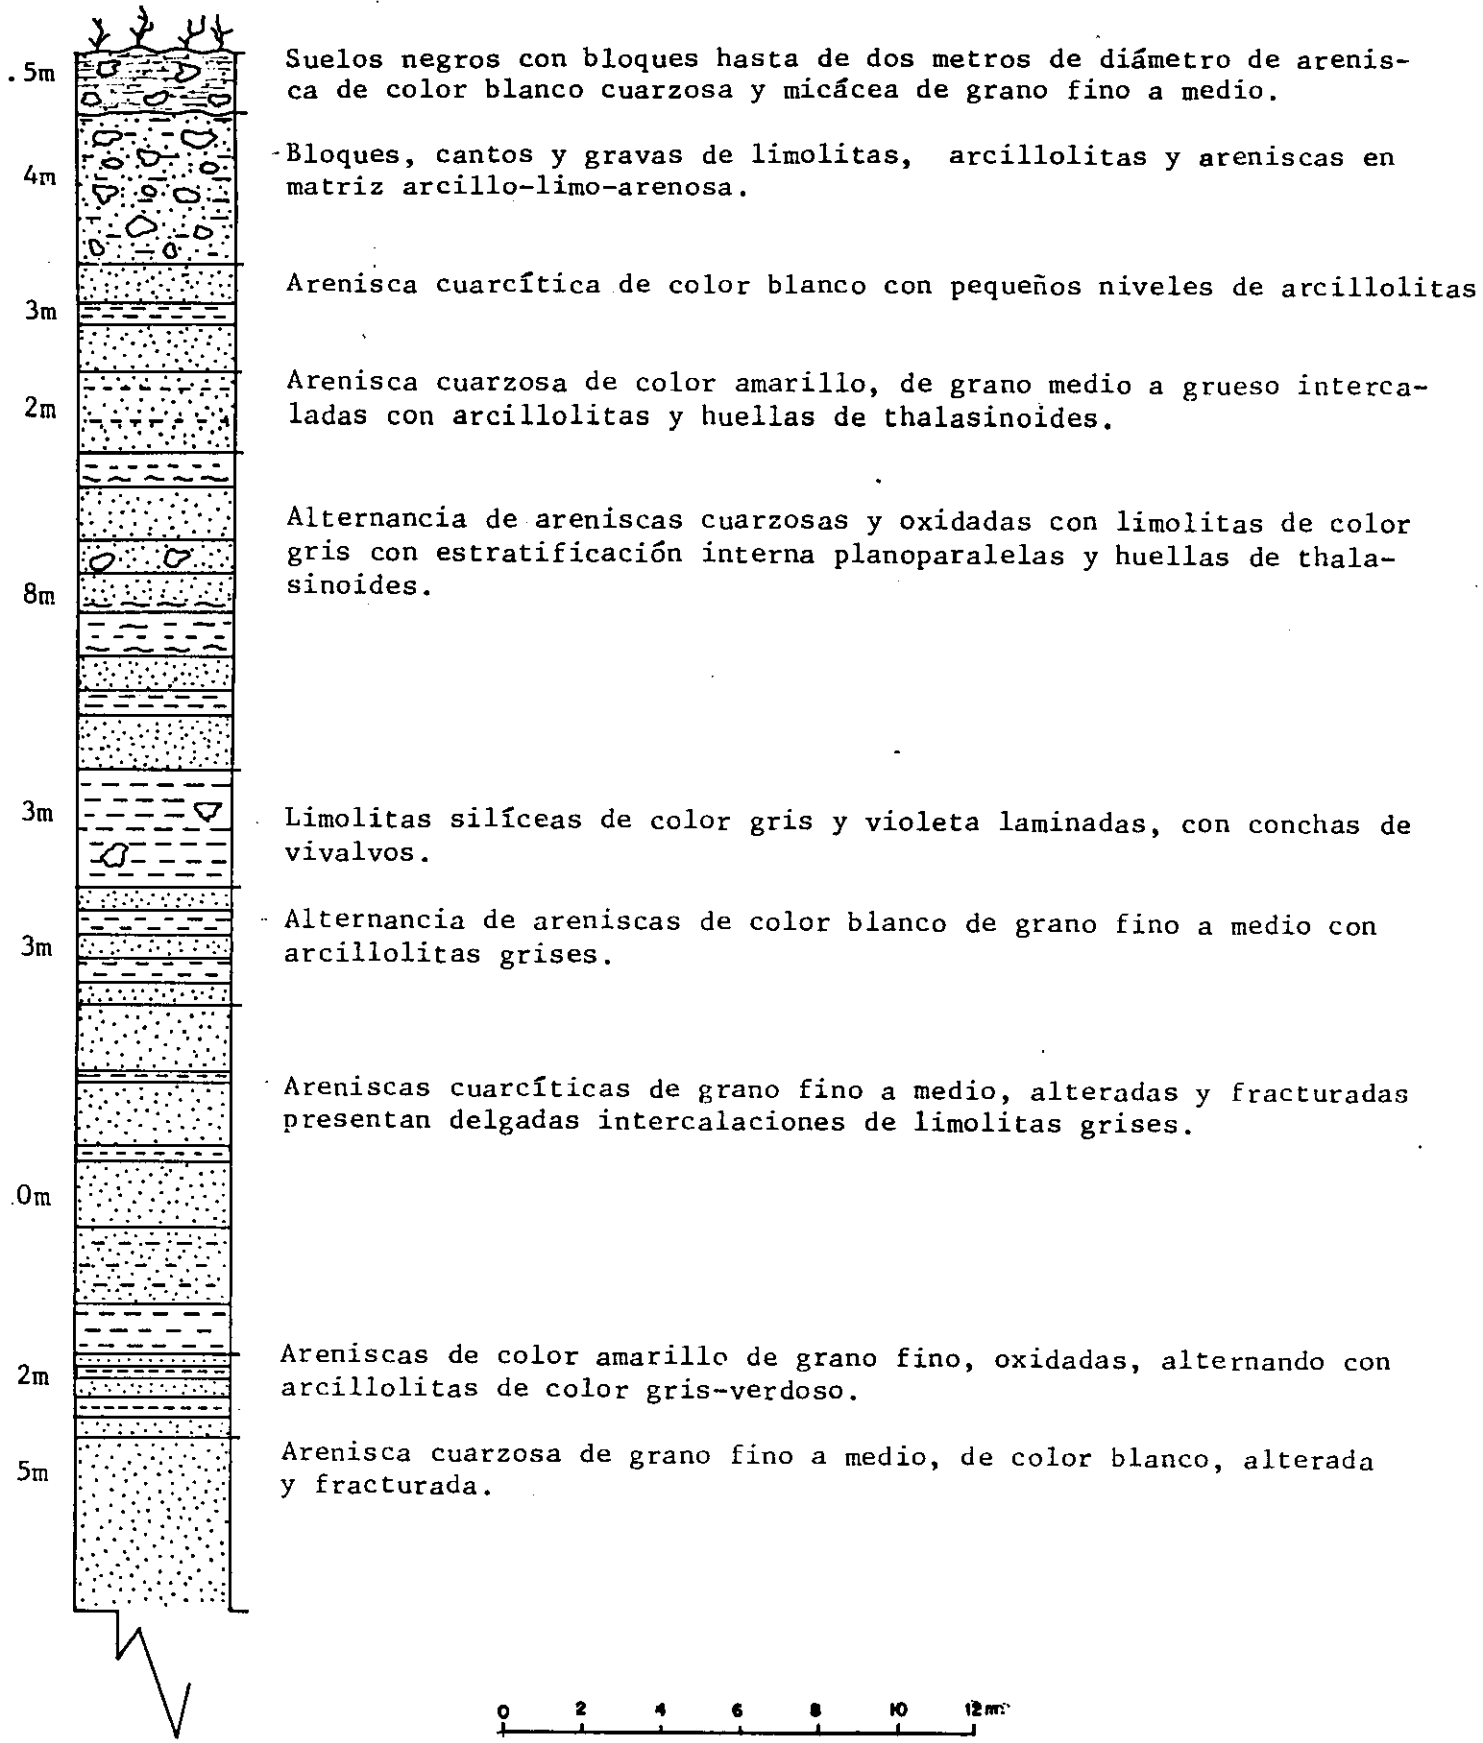 .5m
Suelos negros con bloques hasta de dos metros de diámetro de arenis-
ca de color blanco cuarzosa y micácea de grano fino a medio.
4m
Bloques, cantos y gravas de limolitas, arcillolitas y areniscas en
matriz arcillo-limo-arenosa.
3m
Arenisca cuarcítica de color blanco con pequeños niveles de arcillolitas
2m
Arenisca cuarzosa de color amarillo, de grano medio a grueso interca-
ladas con arcillolitas y huellas de thalasinoides.
8m
Alternancia de areniscas cuarzosas y oxidadas con limolitas de color
gris con estratificación interna planoparalelas y huellas de thala-
sinoides.
3m
Limolitas silíceas de color gris y violeta laminadas, con conchas de
vivalvos.
3m
Alternancia de areniscas de color blanco de grano fino a medio con
arcillolitas grises.
.0m
Areniscas cuarcíticas de grano fino a medio, alteradas y fracturadas
presentan delgadas intercalaciones de limolitas grises.
2m
Areniscas de color amarillo de grano fino, oxidadas, alternando con
arcillolitas de color gris-verdoso.
5m
Arenisca cuarzosa de grano fino a medio, de color blanco, alterada
y fracturada.
0 2 4 6 8 10 12m